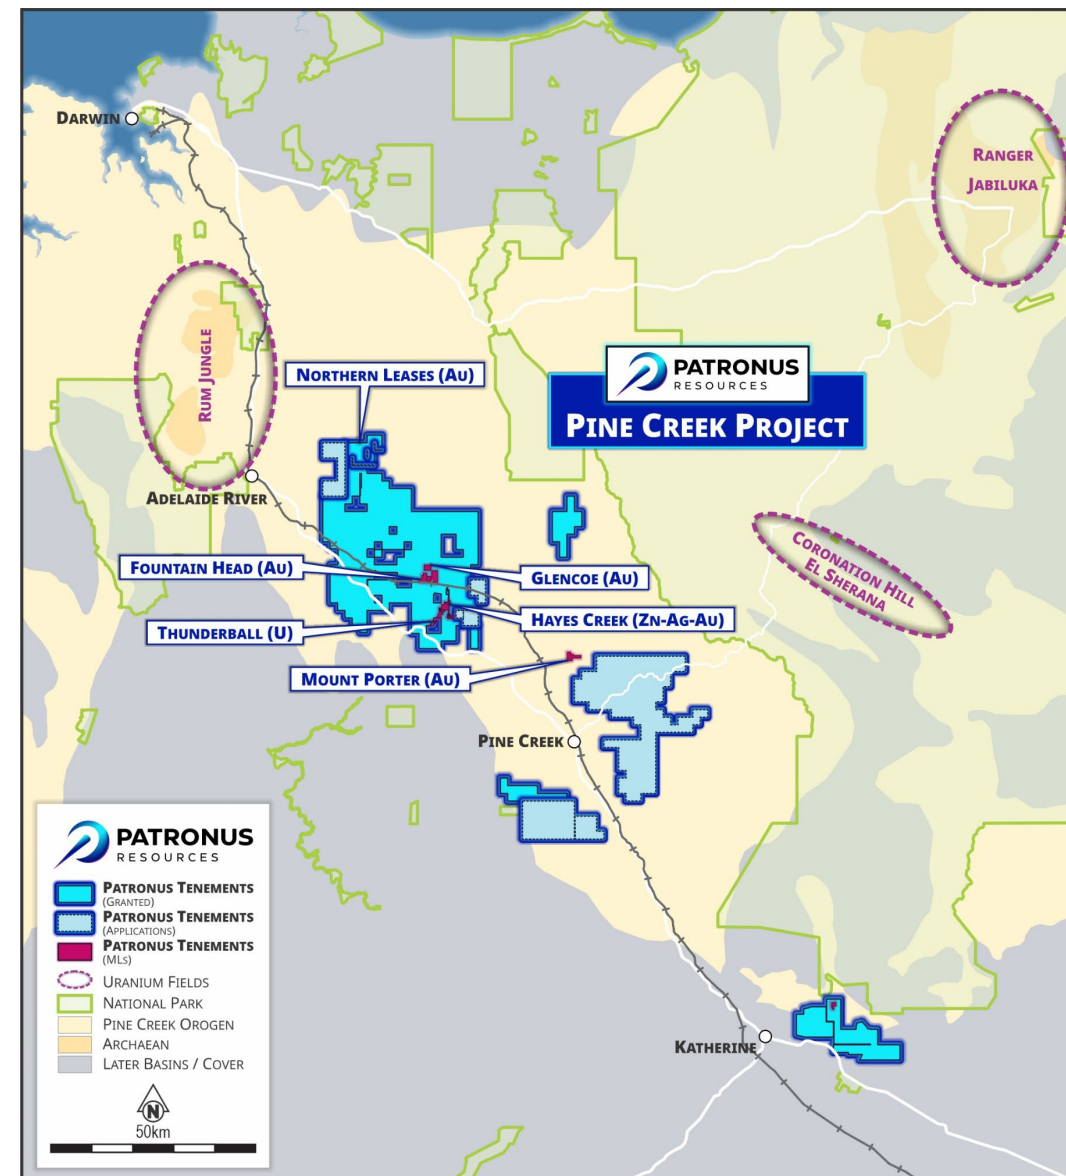 DARWIN
RANGER
JABILUKA
RUM JUNGLE
NORTHERN LEASES (AU)
PATRONUS
RESOURCES
PINE CREEK PROJECT
ADELAIDE RIVER
CORONATION HILL
EL SHERANA
FOUNTAIN HEAD (AU)
GLENCOE (AU)
HAYES CREEK (ZN-AG-AU)
THUNDERBALL (U)
MOUNT PORTER (AU)
PINE CREEK
KATHERINE
PATRONUS
RESOURCES
PATRONUS TENEMENTS
(GRANTED)
PATRONUS TENEMENTS
(APPLICATIONS)
PATRONUS TENEMENTS
(MLS)
URANIUM FIELDS
NATIONAL PARK
PINE CREEK OROGEN
ARCHAEAN
LATER BASINS / COVER
N
50km